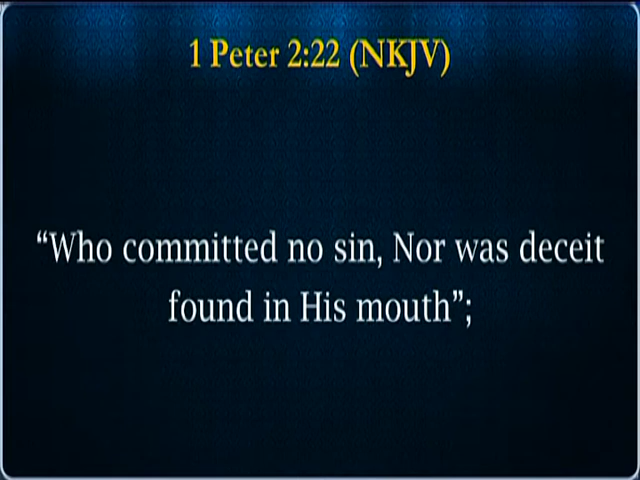 1 Peter 2:22 (NKJV)
“Who committed no sin, Nor was deceit
found in His mouth”;